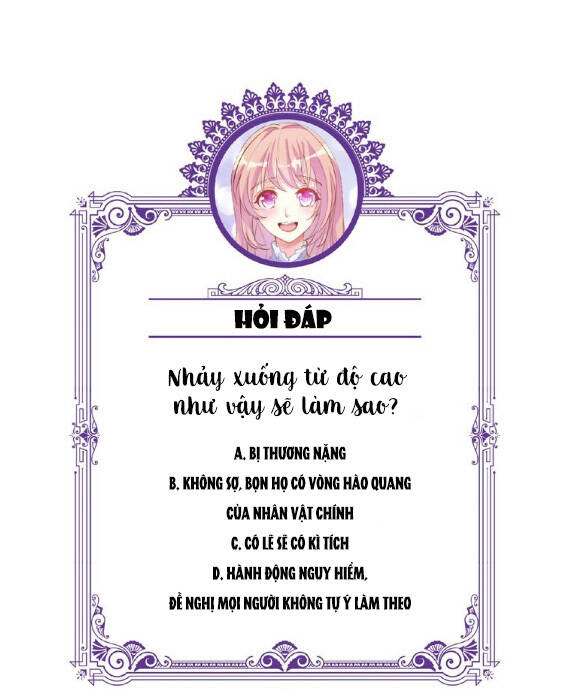 HỎI ĐÁP
Nhảy xuống từ độ cao
như vậy sẽ làm sao?
A. BỊ THƯƠNG NẶNG
B. KHÔNG SỢ, BỌN HỌ CÓ VÒNG HÀO QUANG
CỦA NHÂN VẬT CHÍNH
C. CÓ LẼ SẼ CÓ KÌ TÍCH
D. HÀNH ĐỘNG NGUY HIỂM,
ĐỀ NGHỊ MỌI NGƯỜI KHÔNG TỰ Ý LÀM THEO